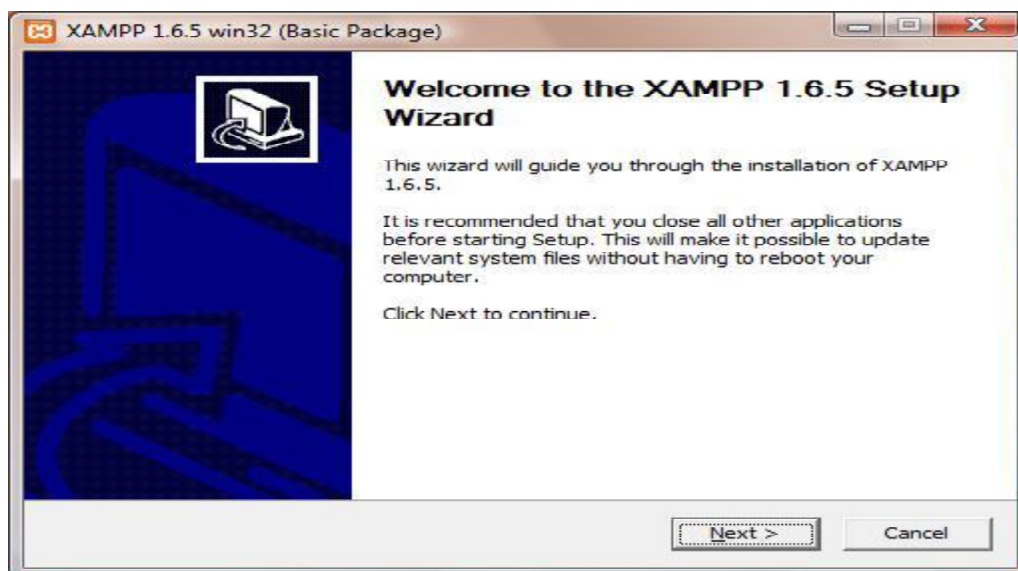 XAMPP 1.6.5 win32 (Basic Package)
Welcome to the XAMPP 1.6.5 Setup
Wizard
This wizard will guide you through the installation of XAMPP
1.6.5.
It is recommended that you close all other applications
before starting Setup. This will make it possible to update
relevant system files without having to reboot your
computer.
Click Next to continue.
Next >
Cancel